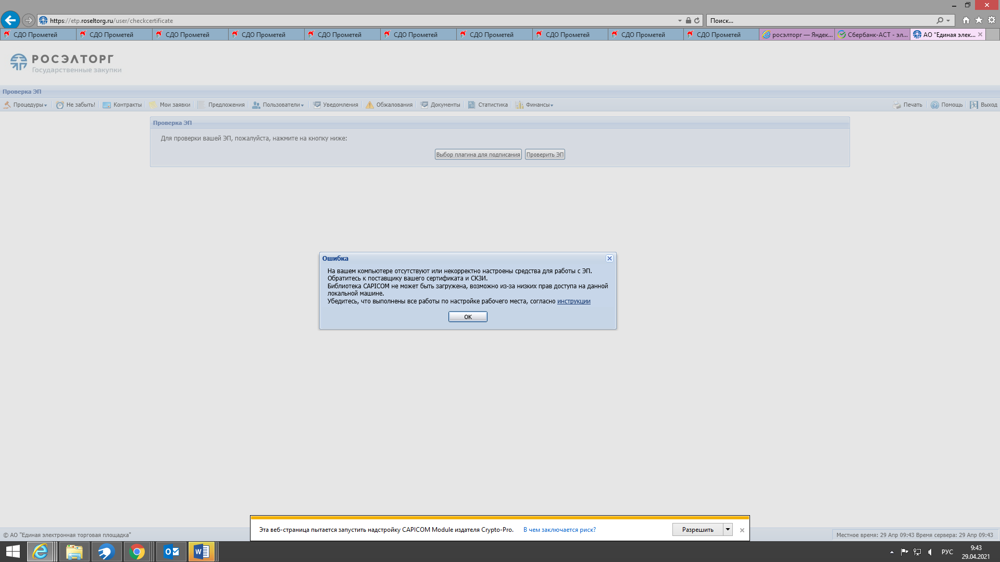 https://etp.roseltorg.ru/user/checkcertificate
Поиск...
СДО Прометей
СДО Прометей
СДО Прометей
СДО Прометей
СДО Прометей
СДО Прометей
СДО Прометей
СДО Прометей
СДО Прометей
СДО Прометей
росэлторг — Яндек...
Сбербанк-АСТ - эл...
АО "Единая элек...
РОСЭЛТОРГ
Государственные закупки
Проверка ЭП
Процедуры
Не забыть!
Контракты
Мои заявки
Предложения
Пользователи
Уведомления
Обжалования
Документы
Статистика
Финансы
Печать
Помощь
Выход
Проверка ЭП
Для проверки вашей ЭП, пожалуйста, нажмите на кнопку ниже:
Выбор плагина для подписания
Проверить ЭП
Ошибка
На вашем компьютере отсутствуют или некорректно настроены средства для работы с ЭП.
Обратитесь к поставщику вашего сертификата и СКЗИ.
Библиотека CAPICOM не может быть загружена, возможно из-за низких прав доступа на данной
локальной машине.
Убедитесь, что выполнены все работы по настройке рабочего места, согласно инструкции
OK
Эта веб-страница пытается запустить надстройку CAPICOM Module издателя Crypto-Pro.
В чем заключается риск?
Разрешить
© АО "Единая электронная торговая площадка"
Местное время: 29 Апр 09:43 Время сервера: 29 Апр 09:43
РУС
9:43
29.04.2021